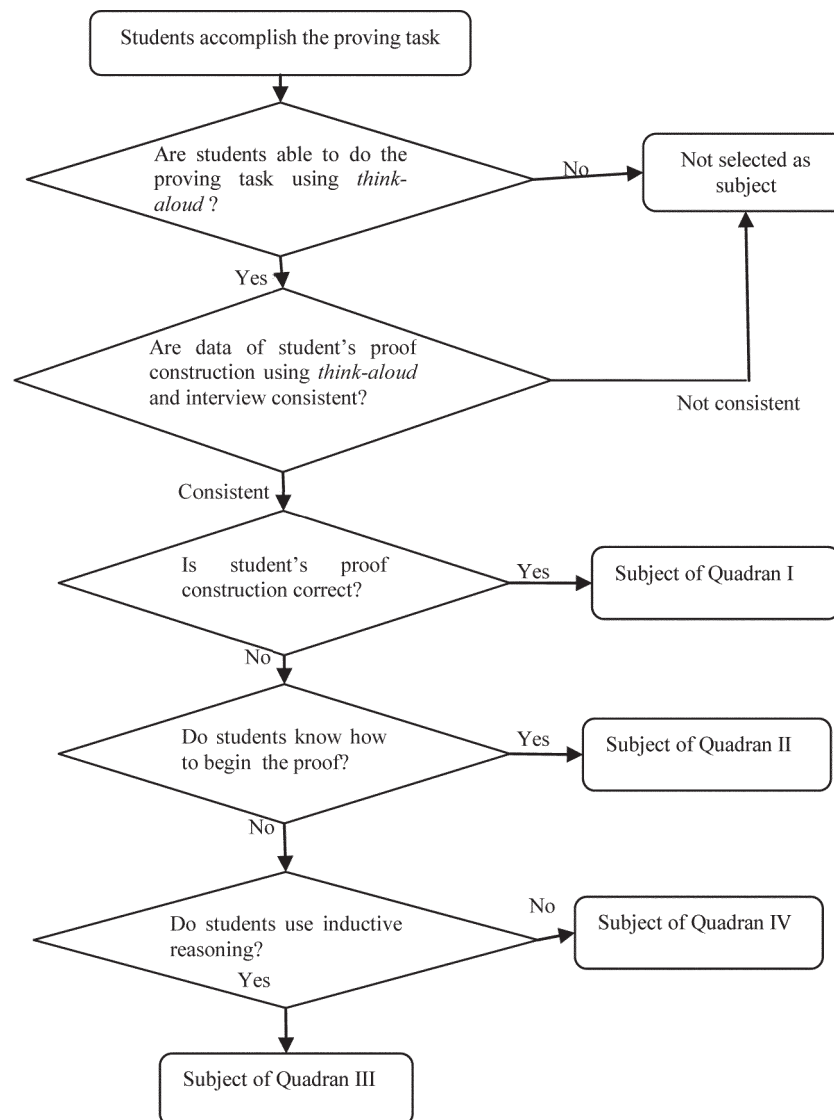 Students accomplish the proving task
Are students able to do the
proving task using think-
aloud ?
No
Not selected as
subject
Yes
Are data of student’s proof
construction using think-aloud
and interview consistent?
Not consistent
Consistent
Is student’s proof
construction correct?
Yes
Subject of Quadran I
No
Do students know how
to begin the proof?
Yes
Subject of Quadran II
No
Do students use inductive
reasoning?
No
Subject of Quadran IV
Yes
Subject of Quadran III